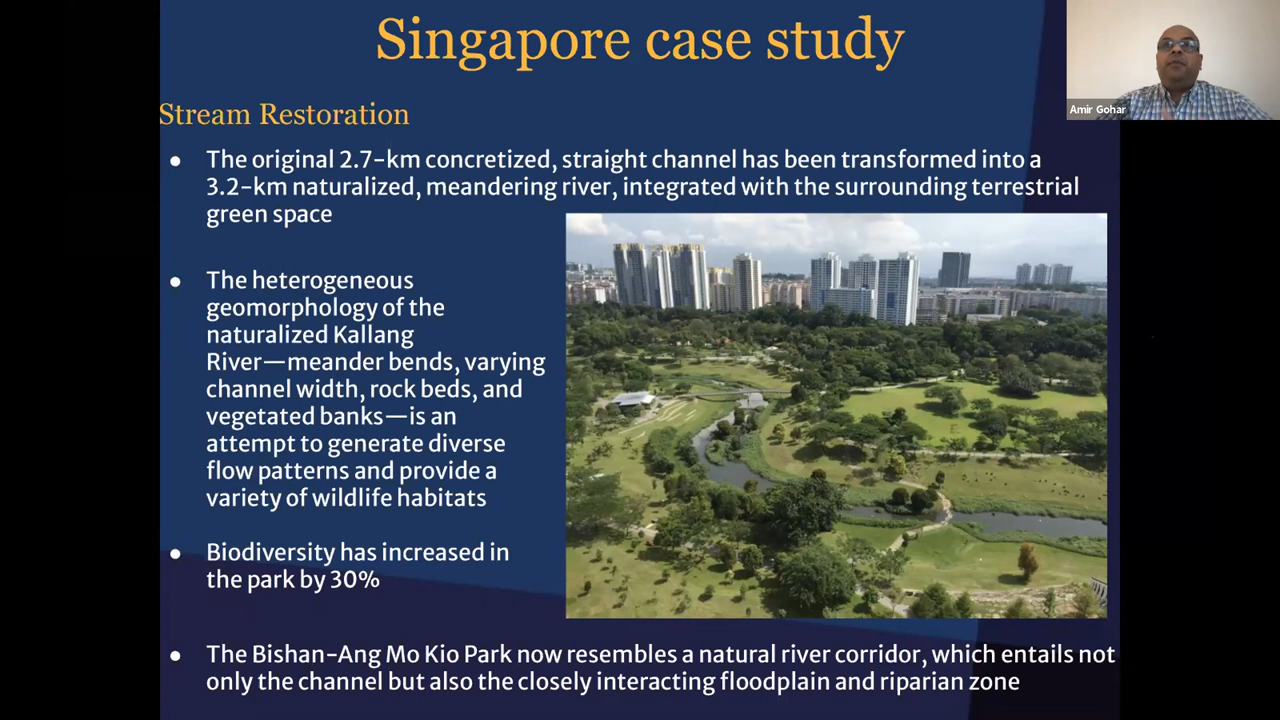 Singapore case study
Amir Gohar
Stream Restoration
● The original 2.7-km concretized, straight channel has been transformed into a
3.2-km naturalized, meandering river, integrated with the surrounding terrestrial
green space
● The heterogeneous
geomorphology of the
naturalized Kallang
River—meander bends, varying
channel width, rock beds, and
vegetated banks—is an
attempt to generate diverse
flow patterns and provide a
variety of wildlife habitats
● Biodiversity has increased in
the park by 30%
● The Bishan-Ang Mo Kio Park now resembles a natural river corridor, which entails not
only the channel but also the closely interacting floodplain and riparian zone